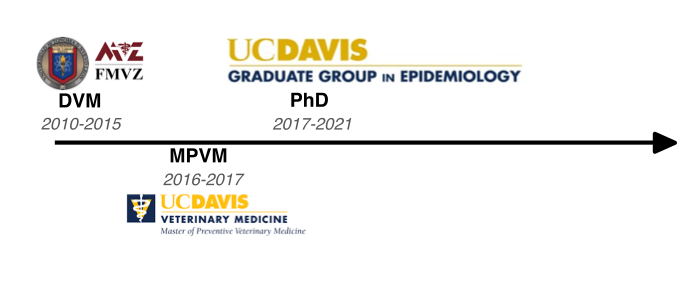 FMVZ
UCDAVIS
GRADUATE GROUP IN EPIDEMIOLOGY
DVM
2010-2015
PhD
2017-2021
MPVM
2016-2017
UCDAVIS
VETERINARY MEDICINE
Master of Preventive Veterinary Medicine